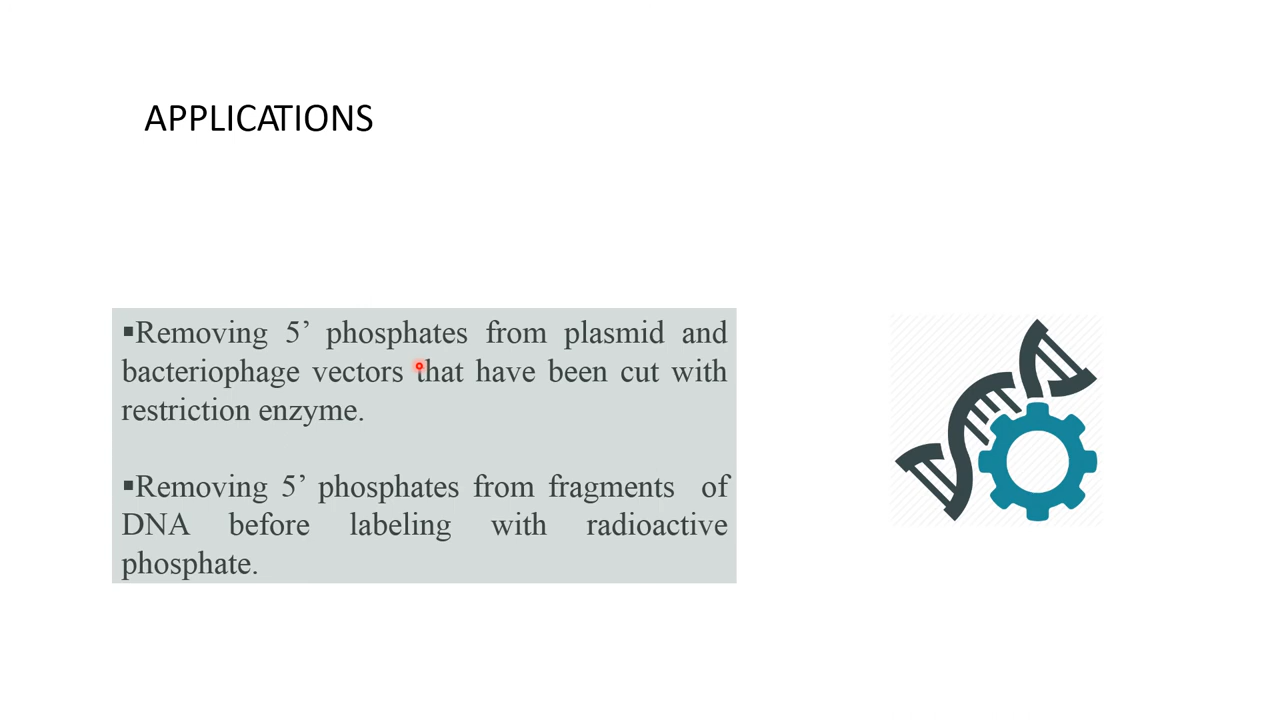 APPLICATIONS
▪Removing 5’ phosphates from plasmid and
bacteriophage vectors that have been cut with
restriction enzyme.
▪Removing 5’ phosphates from fragments of
DNA before labeling with radioactive
phosphate.